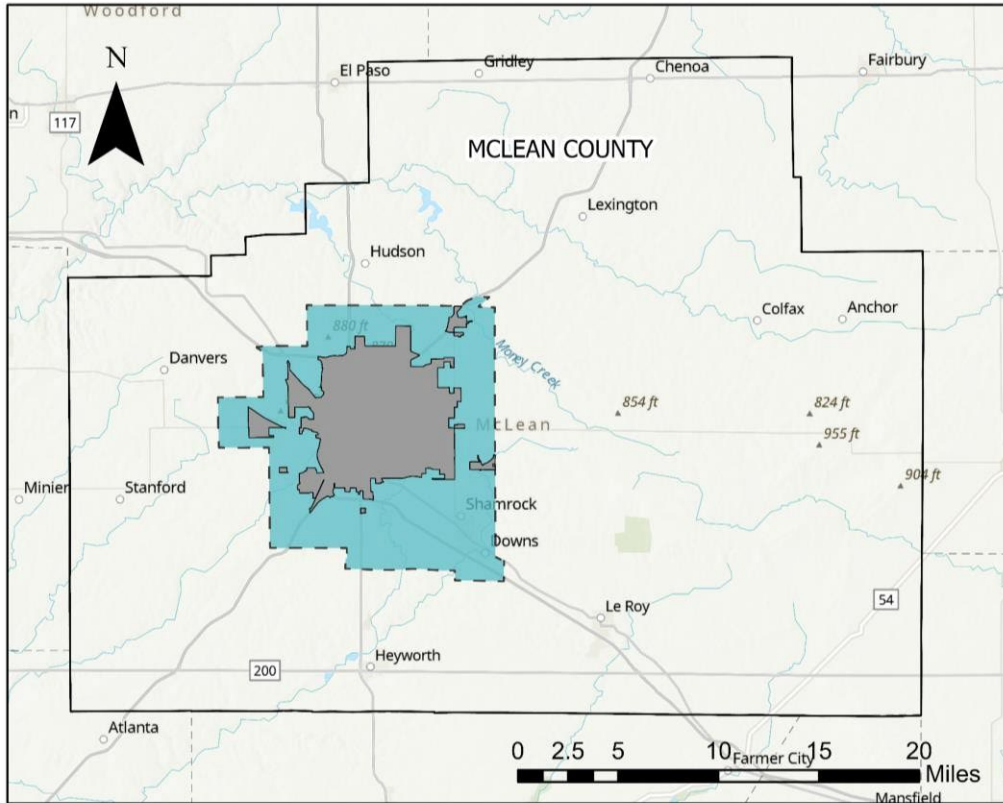 Woodford
N
El Paso
Gridley
Chenoa
Fairbury
n
117
MCLEAN COUNTY
Lexington
Hudson
Colfax
Anchor
880 ft
Danvers
Money Creek
854 ft
824 ft
McLean
955 ft
904 ft
Minier
Stanford
Shamrock
Downs
54
Le Roy
Heyworth
200
Atlanta
0 2.5 5 10 15 20
Farmer City
Miles
Mansfield